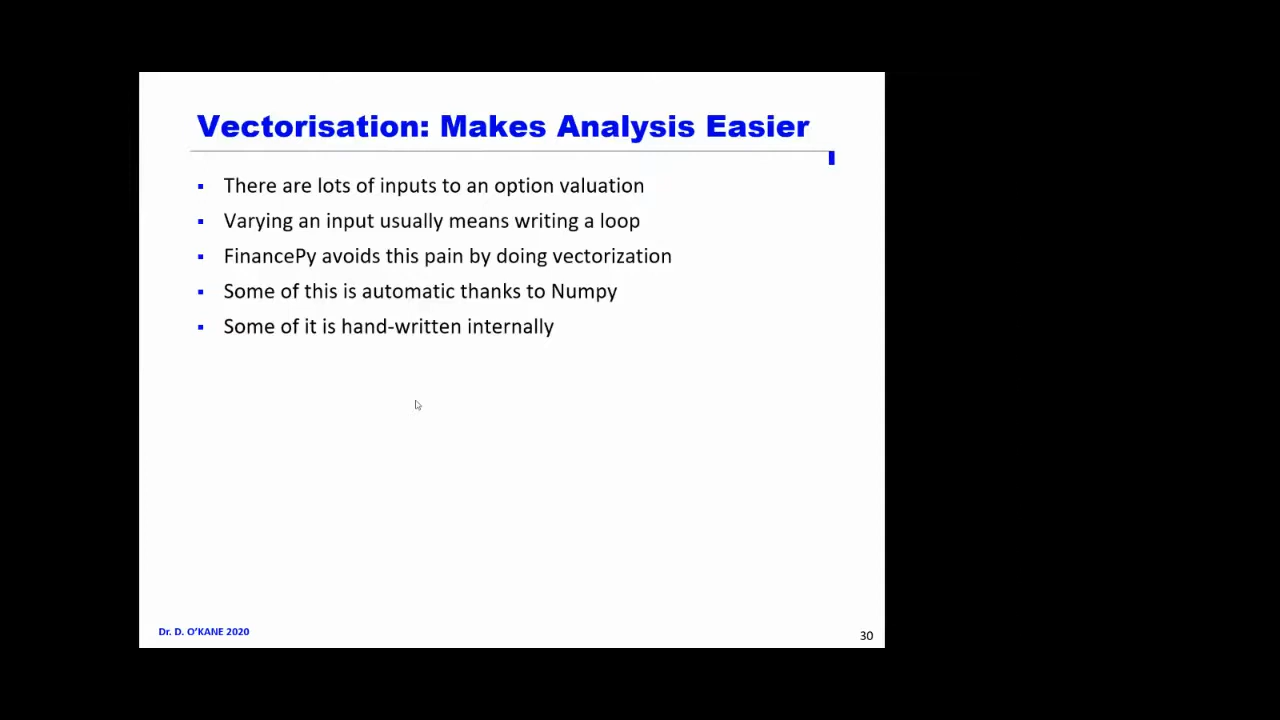 Vectorisation: Makes Analysis Easier
There are lots of inputs to an option valuation
Varying an input usually means writing a loop
FinancePy avoids this pain by doing vectorization
Some of this is automatic thanks to Numpy
Some of it is hand-written internally
Dr. D. O'KANE 2020
30